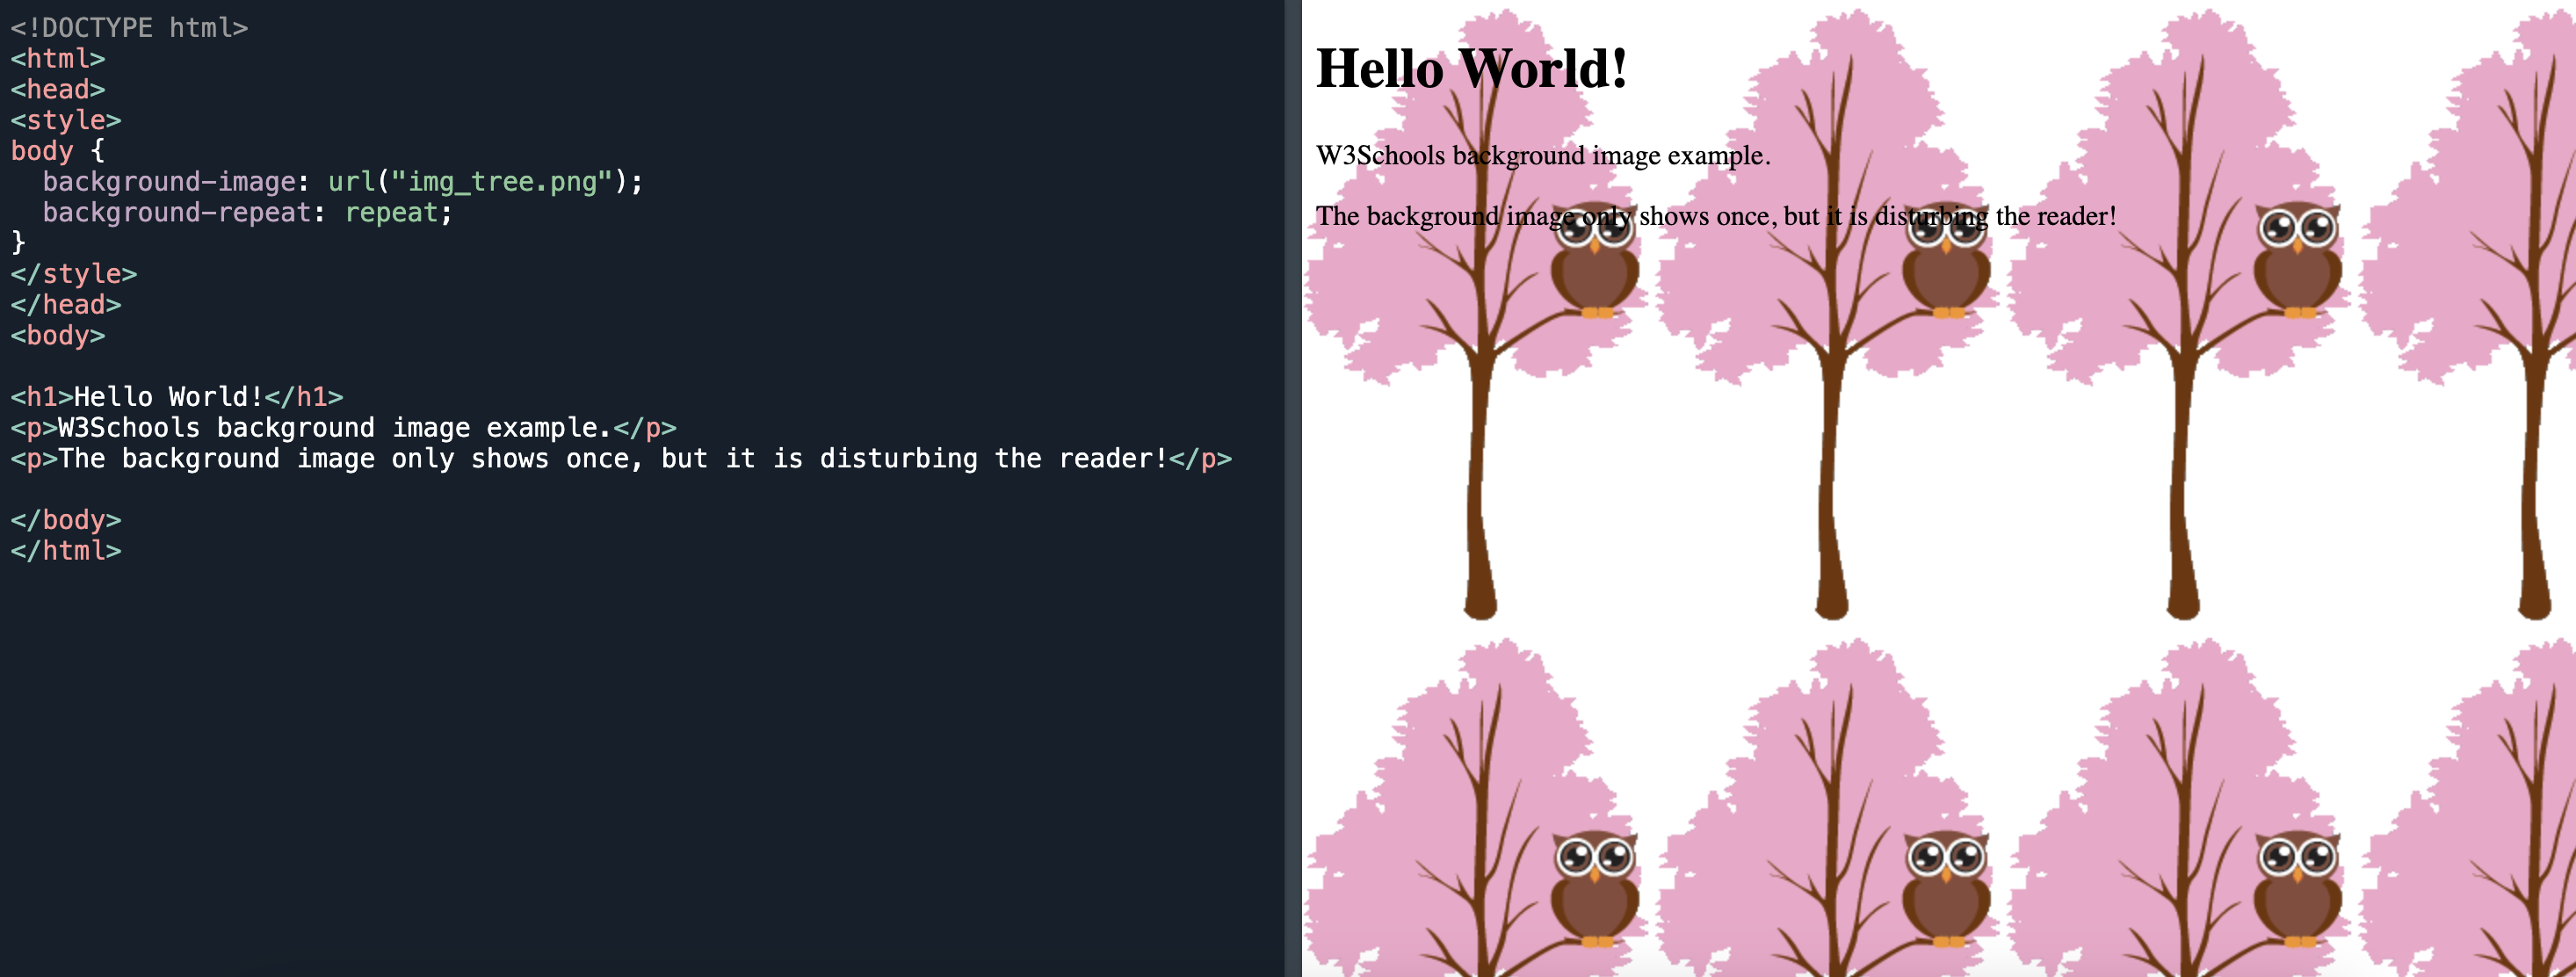 <!DOCTYPE html>
<html>
<head>
<style>
body {
  background-image: url("img_tree.png");
  background-repeat: repeat;
}
</style>
</head>
<body>

<h1>Hello World!</h1>
<p>W3Schools background image example.</p>
<p>The background image only shows once, but it is disturbing the reader!</p>

</body>
</html>
Hello World!
W3Schools background image example.
The background image only shows once, but it is disturbing the reader!